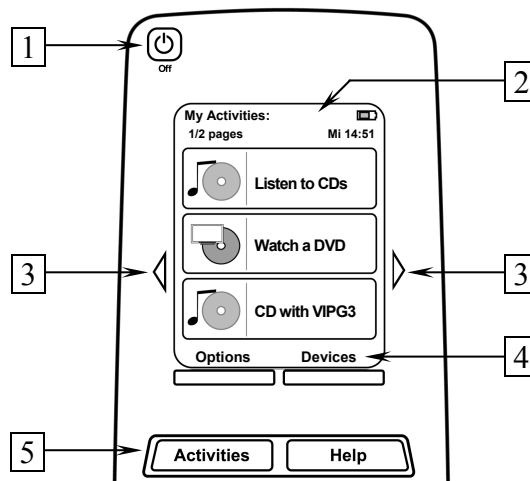 1
Off
2
My Activities:
1/2 pages Mi 14:51
Listen to CDs
Watch a DVD
3 3
CD with VIPG3
Options Devices 4
5 Activities Help